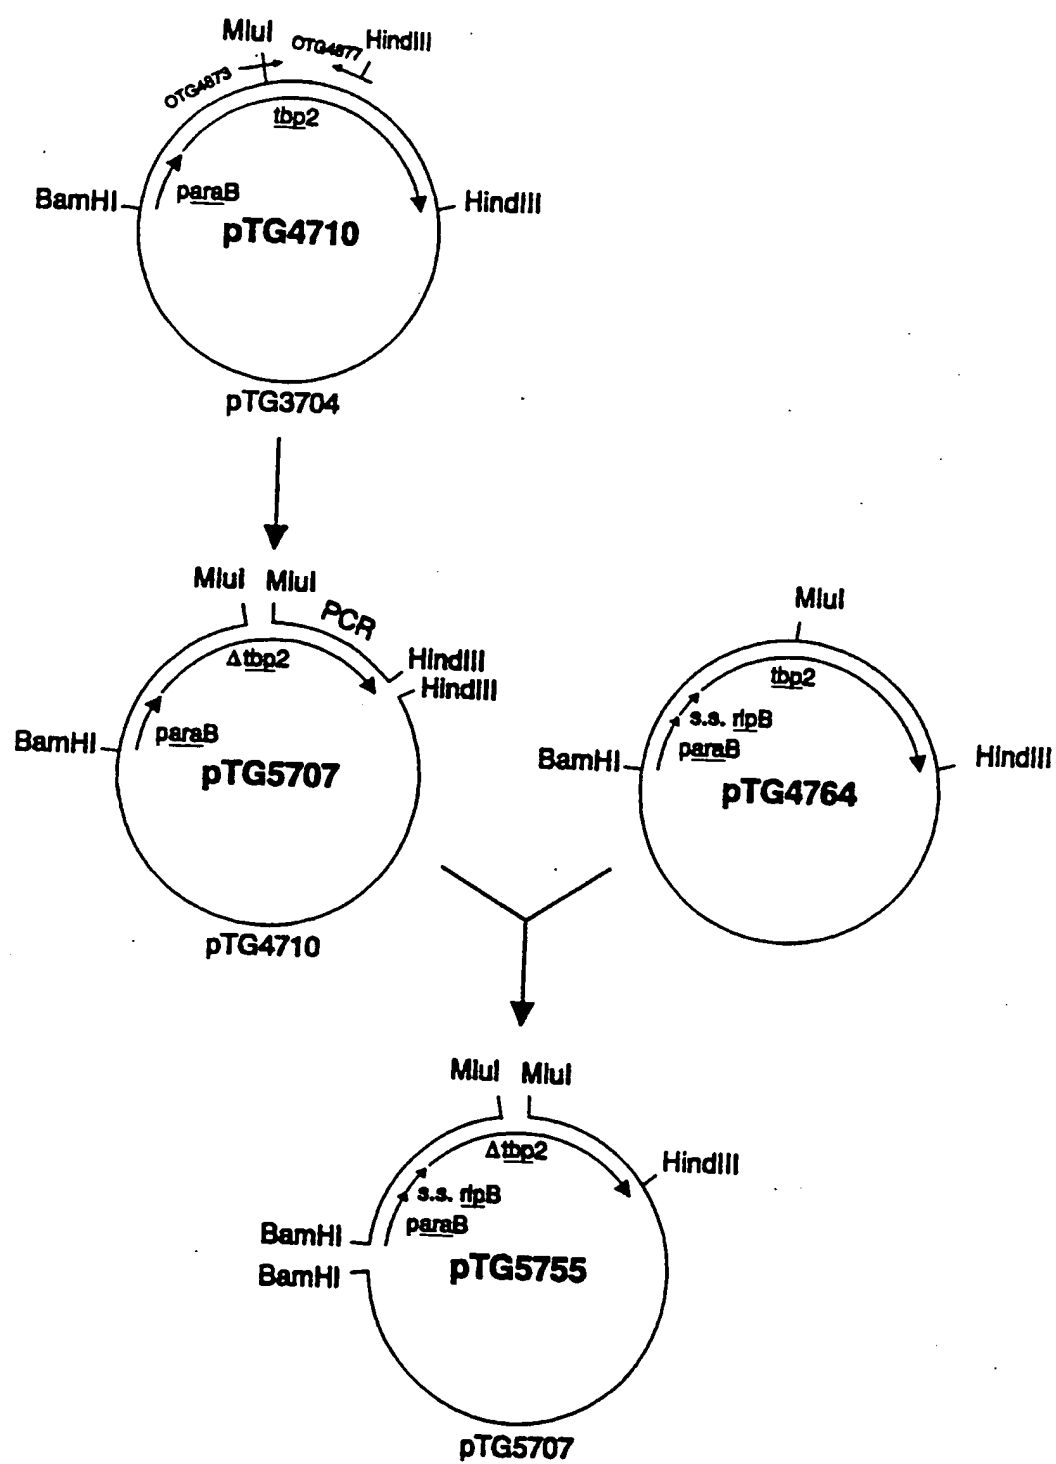 MluI
OTG4877
HindIII
OTG4873
tbp2
BamHI
paraB
HindIII
pTG4710
pTG3704
MluI MluI
PCR
Δtbp2
HindIII
HindIII
BamHI
paraB
pTG5707
pTG4710
MluI
tbp2
s.s. rlpB
paraB
BamHI
HindIII
pTG4764
MluI MluI
Δtbp2
HindIII
s.s. rlpB
paraB
BamHI
BamHI
pTG5755
pTG5707